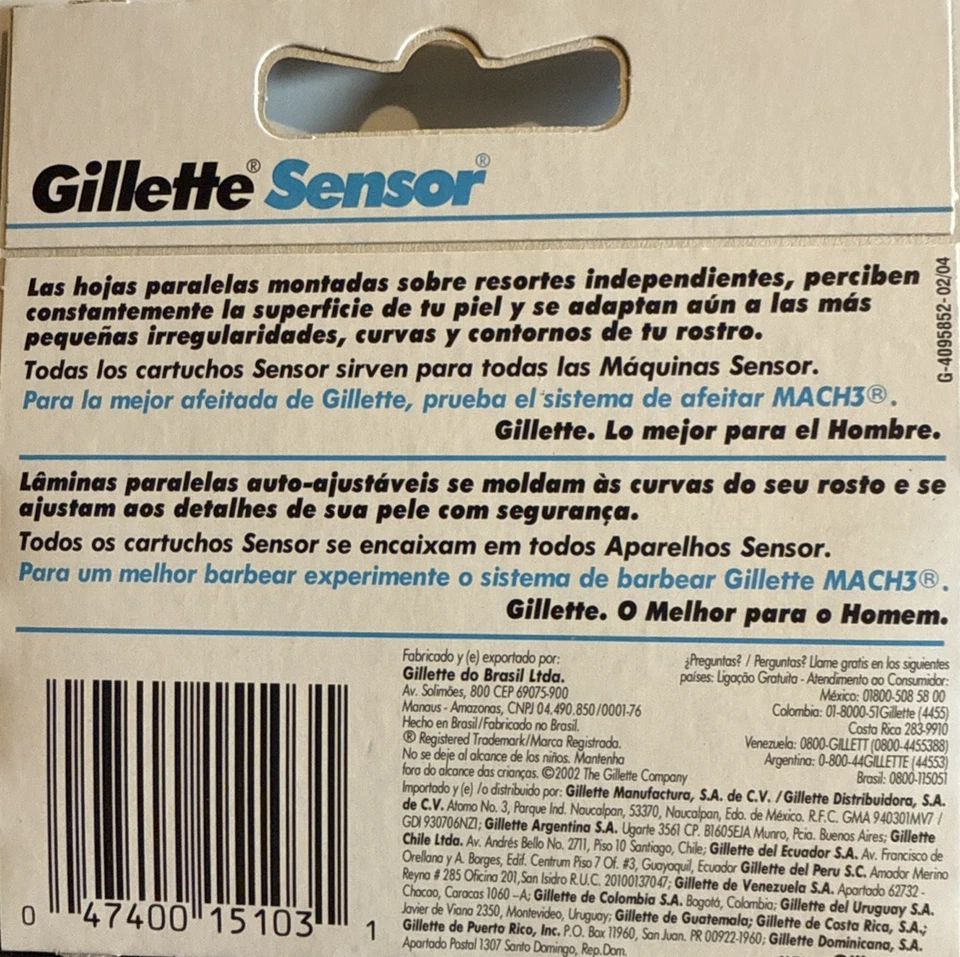 Gillette® Sensor®
G-4095852-02/04
Las hojas paralelas montadas sobre resortes independientes, perciben
constantemente la superficie de tu piel y se adaptan aún a las más
pequeñas irregularidades, curvas y contornos de tu rostro.
Todas los cartuchos Sensor sirven para todas las Máquinas Sensor.
Para la mejor afeitada de Gillette, prueba el sistema de afeitar MACH3®.
Gillette. Lo mejor para el Hombre.
Lâminas paralelas auto-ajustáveis se moldam às curvas do seu rosto e se
ajustam aos detalhes de sua pele com segurança.
Todos os cartuchos Sensor se encaixam em todos Aparelhos Sensor.
Para um melhor barbear experimente o sistema de barbear Gillette MACH3®.
Gillette. O Melhor para o Homem.
0 47400 15103 1
Fabricado y (e) exportado por:
Gillette do Brasil Ltda.
Av. Solimões, 800 CEP 69075-900
Manaus - Amazonas, CNPJ 04.490.850/0001-76
Hecho en Brasil/Fabricado no Brasil.
® Registered Trademark/Marca Registrada.
No se deje al alcance de los niños. Mantenha
fora do alcance das crianças. ©2002 The Gillette Company
¿Preguntas? / Perguntas? Llame gratis en los siguientes
países: Ligação Gratuita - Atendimento ao Consumidor:
México: 01800-508 58 00
Colombia: 01-8000-51Gillette (4455)
Costa Rica 283-9910
Venezuela: 0800-GILLETT (0800-4455388)
Argentina: 0-800-44GILLETTE (44553)
Brasil: 0800-115051
Importado y (e) /o distribuido por: Gillette Manufactura, S.A. de C.V. / Gillette Distribuidora, S.A.
de C.V. Atomo No. 3, Parque Ind. Naucalpan, 53370, Naucalpan, Edo. de México. R.F.C. GMA 940301MV7 /
GDI 930706NZ1; Gillette Argentina S.A. Ugarte 3561 CP. B1605EJA Munro, Pcia. Buenos Aires; Gillette
Chile Ltda. Av. Andrés Bello No. 2711, Piso 10 Santiago, Chile; Gillette del Ecuador S.A. Av. Francisco de
Orellana y A. Borges, Edif. Centrum Piso 7 Of. #3, Guayaquil, Ecuador Gillette del Peru S.C. Amador Merino
Reyna # 285 Oficina 201, San Isidro R.U.C. 20100137047; Gillette de Venezuela S.A. Apartado 62732 -
Chacao, Caracas 1060 -A; Gillette de Colombia S.A. Bogotá, Colombia; Gillette del Uruguay S.A.
Javier de Viana 2350, Montevideo, Uruguay; Gillette de Guatemala; Gillette de Costa Rica, S.A.;
Gillette de Puerto Rico, Inc. P.O. Box 11960, San Juan. PR 00922-1960; Gillette Dominicana, S.A.
Apartado Postal 1307 Santo Domingo, Rep.Dom.